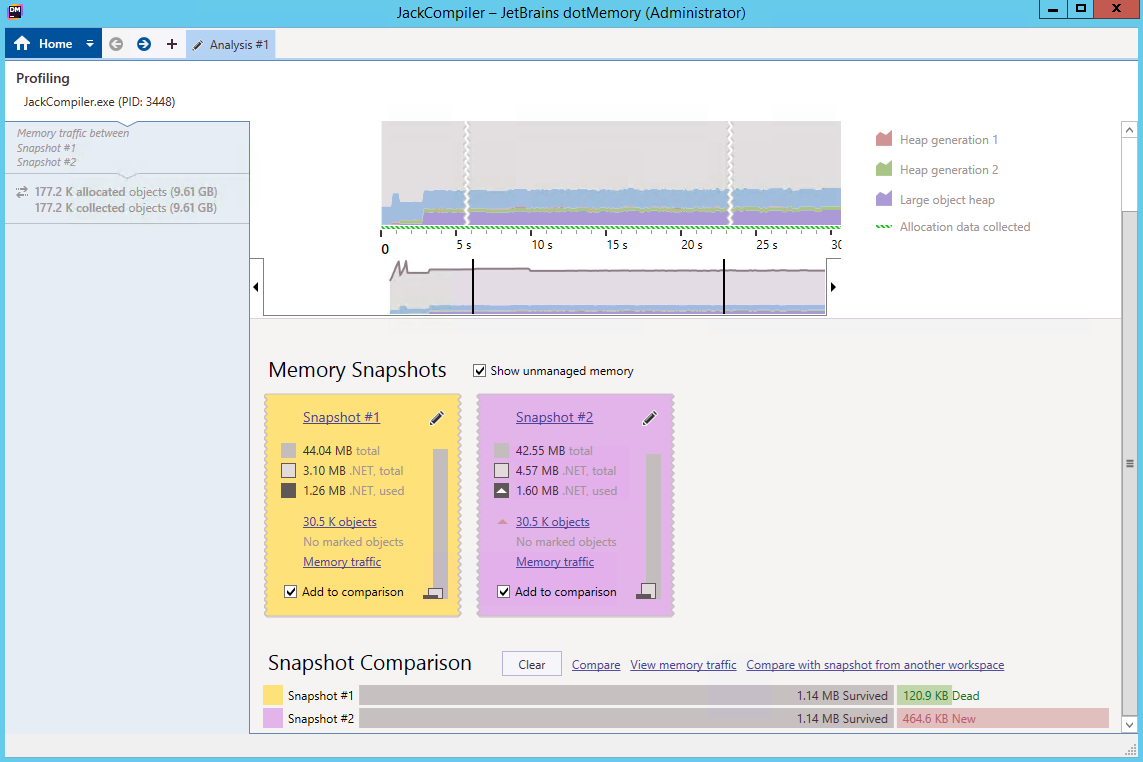 DM
JackCompiler – JetBrains dotMemory (Administrator)
Home
Analysis #1
Profiling
JackCompiler.exe (PID: 3448)
Memory traffic between
Snapshot #1
Snapshot #2
177.2 K allocated objects (9.61 GB)
177.2 K collected objects (9.61 GB)
Heap generation 1
Heap generation 2
Large object heap
Allocation data collected
0 5 s 10 s 15 s 20 s 25 s 30
Memory Snapshots Show unmanaged memory
Snapshot #1
44.04 MB total
3.10 MB .NET, total
1.26 MB .NET, used
30.5 K objects
No marked objects
Memory traffic
Add to comparison
Snapshot #2
42.55 MB total
4.57 MB .NET, total
1.60 MB .NET, used
30.5 K objects
No marked objects
Memory traffic
Add to comparison
Snapshot Comparison Clear Compare View memory traffic Compare with snapshot from another workspace
Snapshot #1 1.14 MB Survived 120.9 KB Dead
Snapshot #2 1.14 MB Survived 464.6 KB New